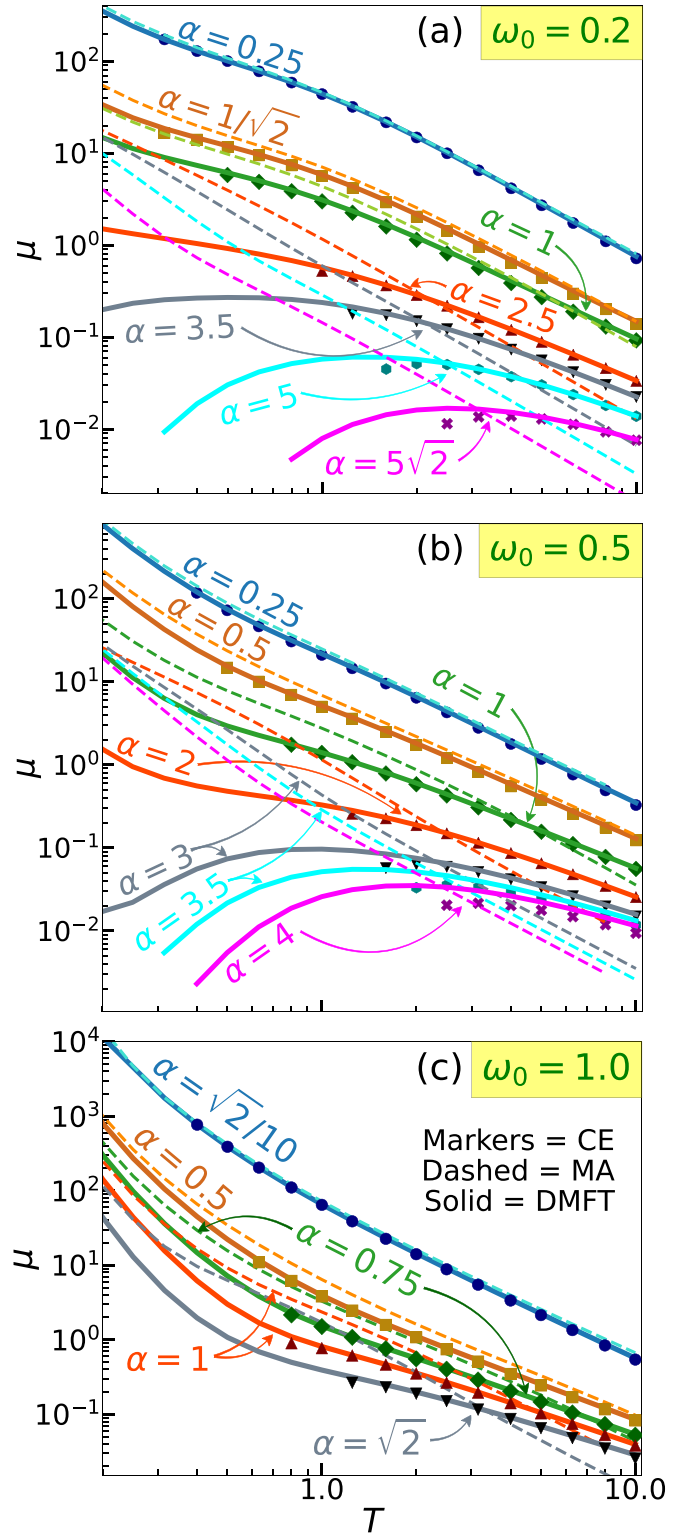 (a) ω₀ = 0.2
10²
10¹
10⁰
10⁻¹
10⁻²
μ
α = 0.25
α = 1/√2
α = 1
α = 2.5
α = 3.5
α = 5
α = 5√2
(b) ω₀ = 0.5
10²
10¹
10⁰
10⁻¹
10⁻²
μ
α = 0.25
α = 0.5
α = 1
α = 2
α = 3
α = 3.5
α = 4
(c) ω₀ = 1.0
10⁴
10³
10²
10¹
10⁰
10⁻¹
μ
α = √2/10
α = 0.5
Markers = CE
Dashed = MA
Solid = DMFT
α = 0.75
α = 1
α = √2
1.0
10.0
T